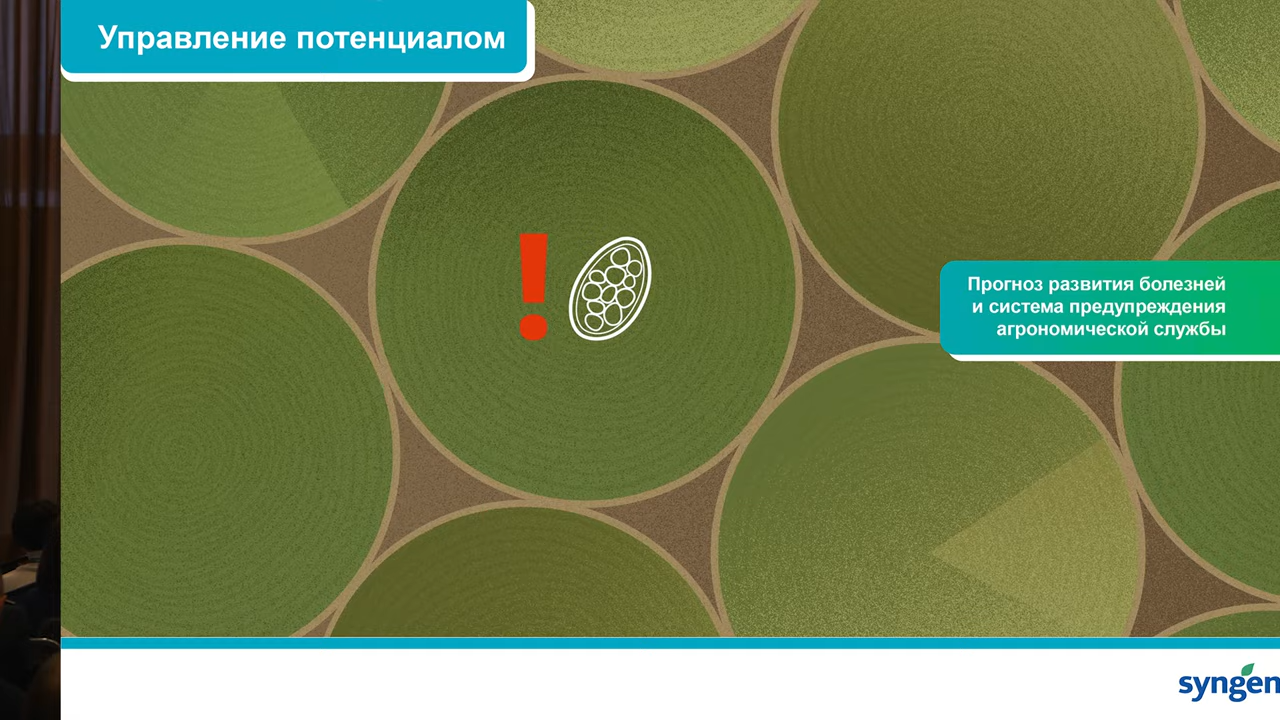 Управление потенциалом
Прогноз развития болезней
и система предупреждения
агрономической службы
syngen